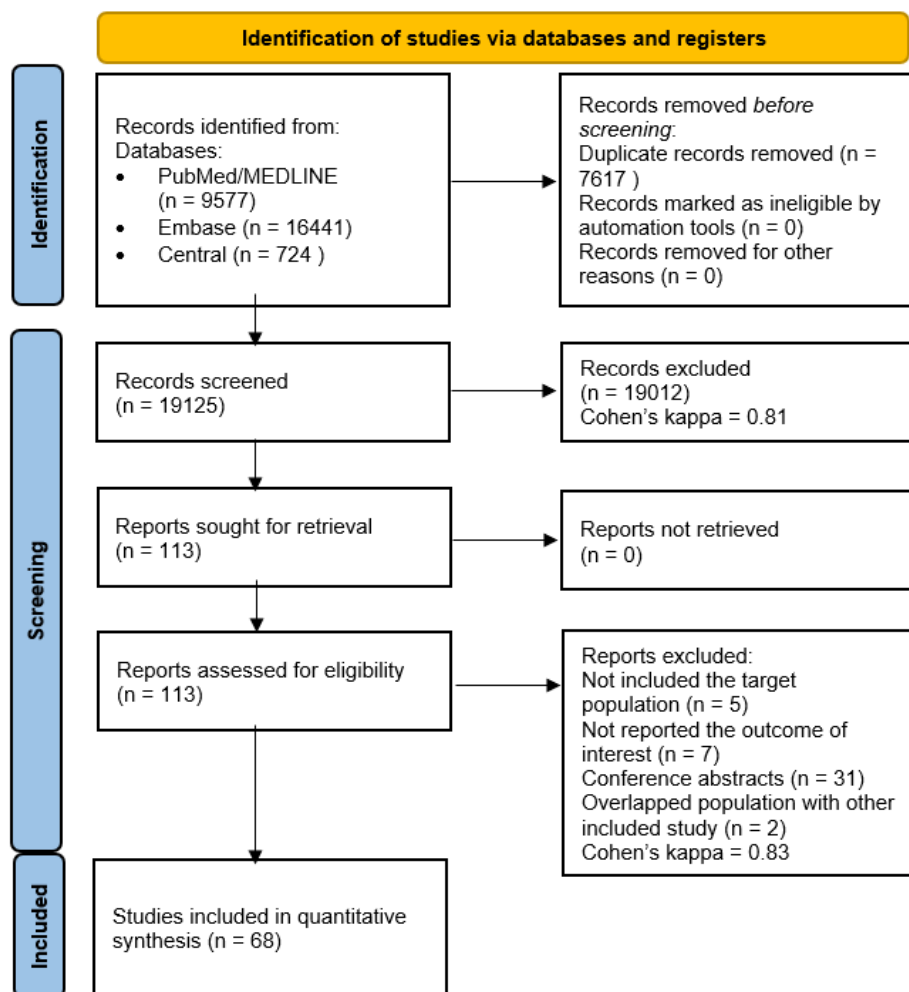 Identification of studies via databases and registers
Identification
Records identified from:
Databases:
• PubMed/MEDLINE
(n = 9577)
• Embase (n = 16441)
• Central (n = 724 )
Records removed before
screening:
Duplicate records removed (n =
7617 )
Records marked as ineligible by
automation tools (n = 0)
Records removed for other
reasons (n = 0)
Screening
Records screened
(n = 19125)
Records excluded
(n = 19012)
Cohen’s kappa = 0.81
Reports sought for retrieval
(n = 113)
Reports not retrieved
(n = 0)
Reports assessed for eligibility
(n = 113)
Reports excluded:
Not included the target
population (n = 5)
Not reported the outcome of
interest (n = 7)
Conference abstracts (n = 31)
Overlapped population with other
included study (n = 2)
Cohen’s kappa = 0.83
Included
Studies included in quantitative
synthesis (n = 68)